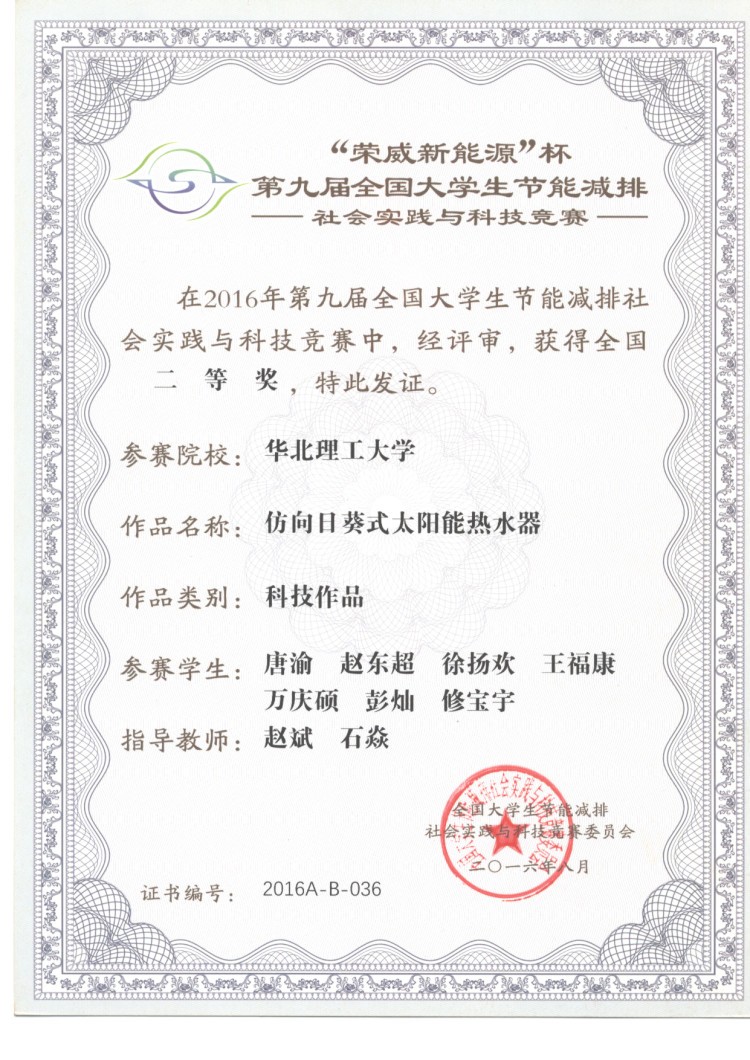 “荣威新能源”杯
第九届全国大学生节能减排
社会实践与科技竞赛
在2016年第九届全国大学生节能减排社
会实践与科技竞赛中，经评审，获得全国
二 等 奖 ，特此发证。
参赛院校： 华北理工大学
作品名称： 仿向日葵式太阳能热水器
作品类别： 科技作品
参赛学生： 唐渝 赵东超 徐扬欢 王福康
万庆硕 彭灿 修宝宇
指导教师： 赵斌 石焱
全国大学生节能减排
社会实践与科技竞赛委员会
二〇一六年八月
证书编号： 2016A-B-036